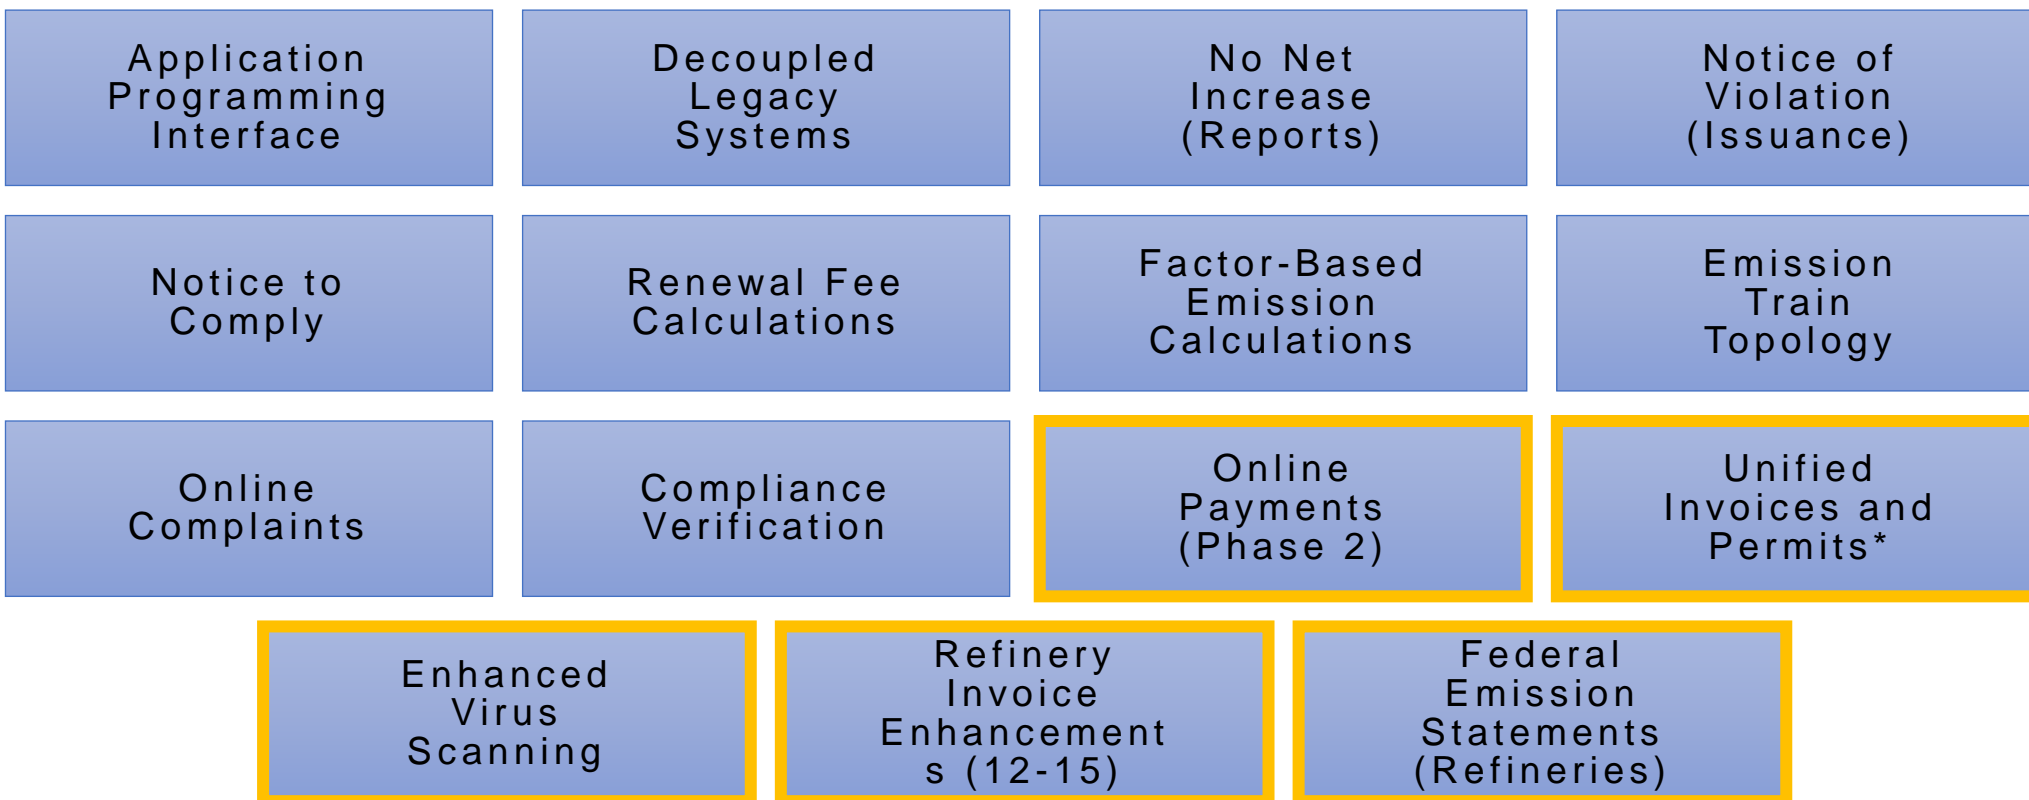 Application
Programming
Interface
Decoupled
Legacy
Systems
No Net
Increase
(Reports)
Notice of
Violation
(Issuance)
Notice to
Comply
Renewal Fee
Calculations
Factor-Based
Emission
Calculations
Emission
Train
Topology
Online
Complaints
Compliance
Verification
Online
Payments
(Phase 2)
Unified
Invoices and
Permits*
Enhanced
Virus
Scanning
Refinery
Invoice
Enhancement
s (12-15)
Federal
Emission
Statements
(Refineries)